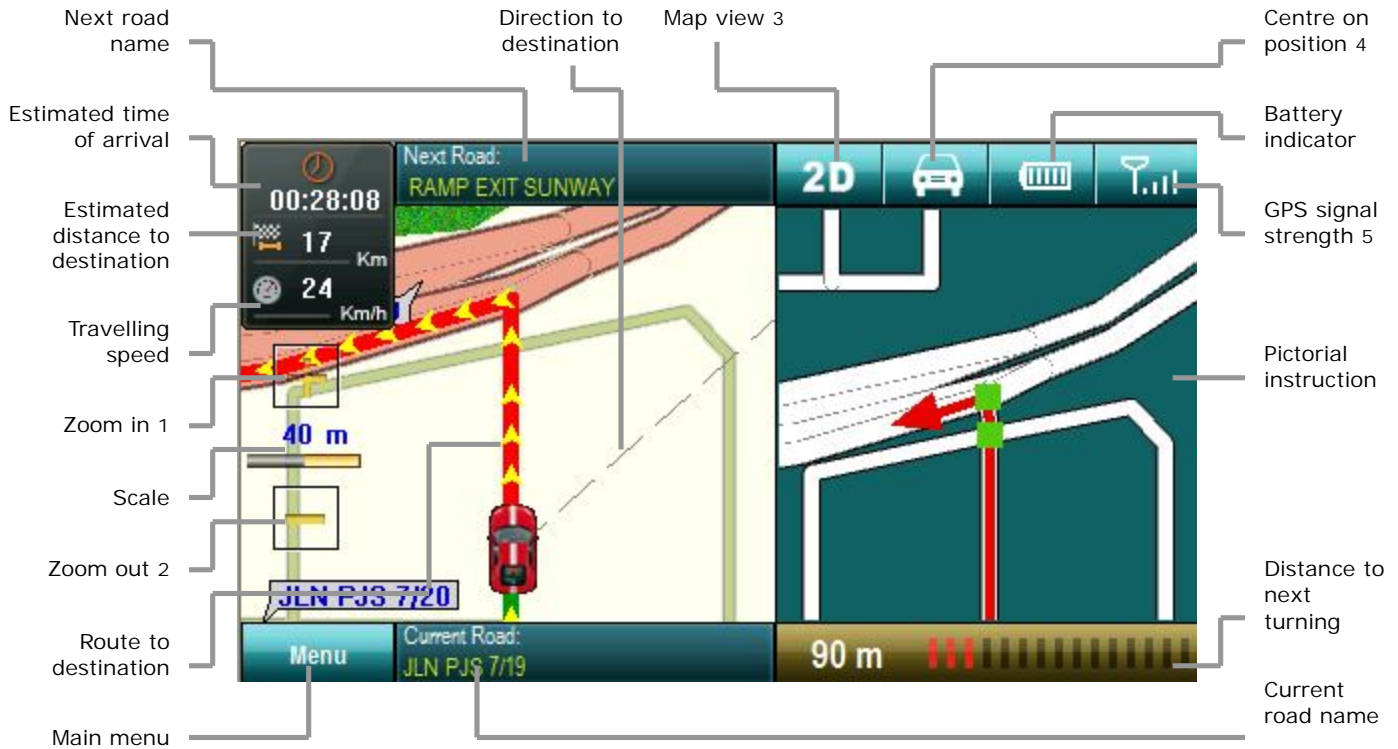 Next road
name
Direction to
destination
Map view 3
Centre on
position 4
Estimated time
of arrival
Battery
indicator
Estimated
distance to
destination
GPS signal
strength 5
Travelling
speed
Pictorial
instruction
Zoom in 1
Scale
Zoom out 2
Distance to
next
turning
Route to
destination
Current
road name
Main menu
00:28:08
17
Km
24
Km/h
Next Road:
RAMP EXIT SUNWAY
2D
40 m
JLN PJS 7/20
Menu
Current Road:
JLN PJS 7/19
90 m